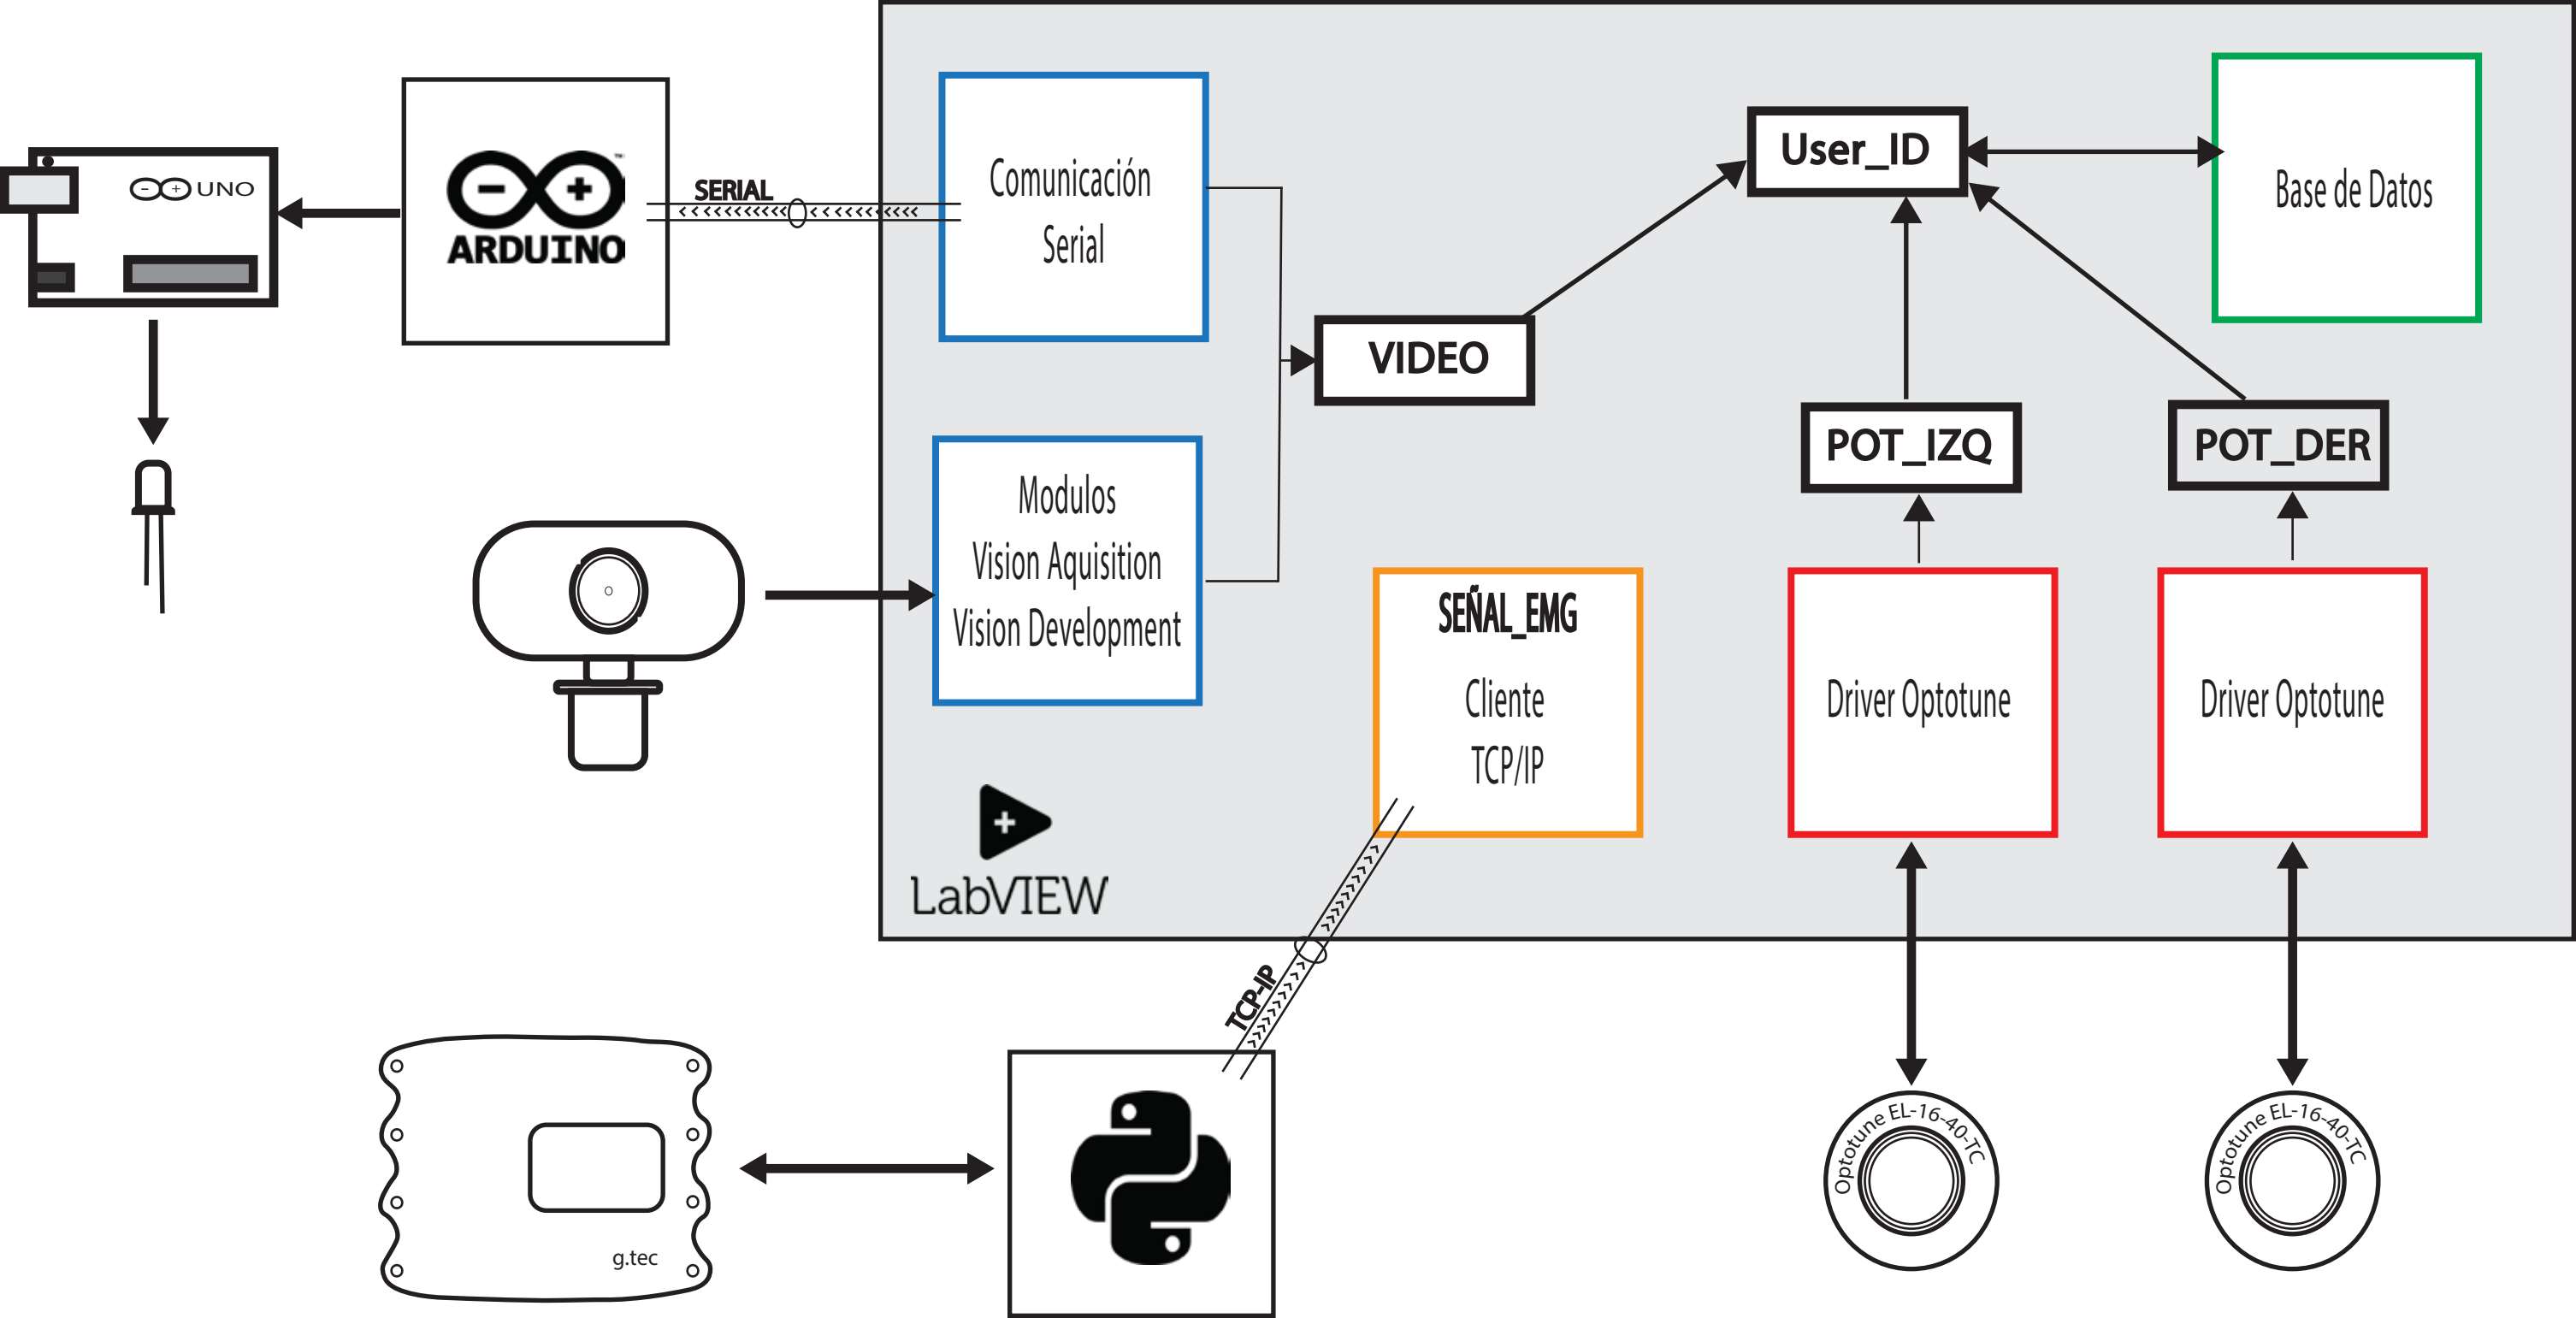 UNO
ARDUINO
SERIAL
Comunicación
Serial
User_ID
Base de Datos
VIDEO
POT_IZQ
POT_DER
Modulos
Vision Aquisition
Vision Development
SEÑAL_EMG
Cliente
TCP/IP
Driver Optotune
Driver Optotune
LabVIEW
TCP-IP
g.tec
Optotune EL-16-40-TC
Optotune EL-16-40-TC